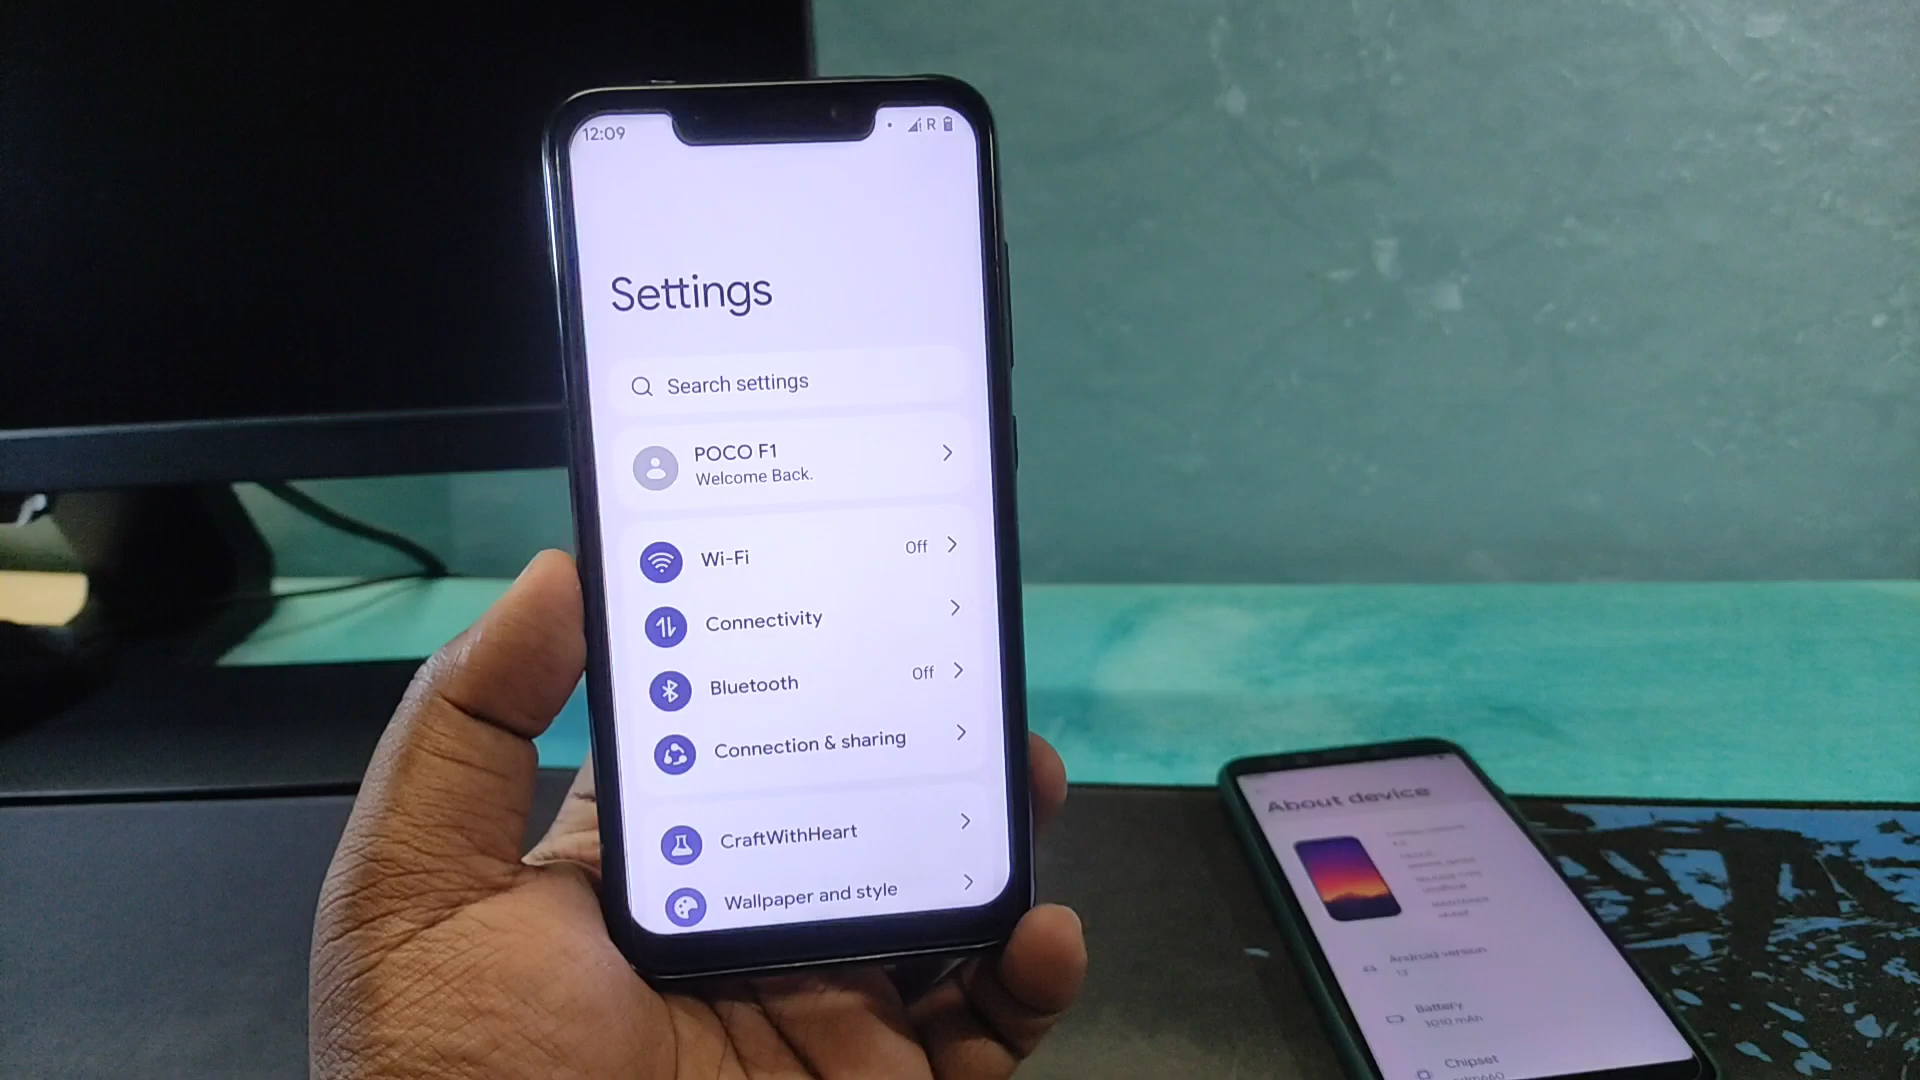 12:09
R
Settings
Search settings
POCO F1
Welcome Back.
Wi-Fi
Off
Connectivity
Bluetooth
Off
Connection & sharing
CraftWithHeart
Wallpaper and style
About device
Android version
13
Battery
3010 mAh
Chipset